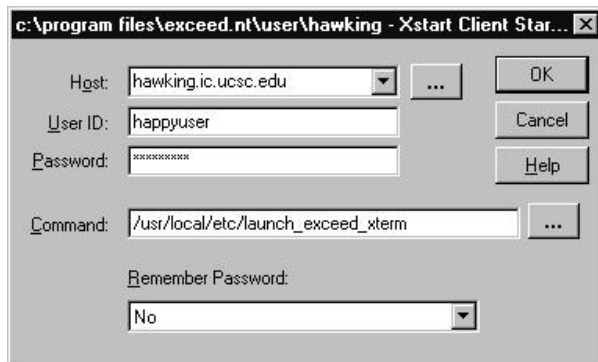 c:\program files\exceed.nt\user\hawking - Xstart Client Star...
Host: hawking.ic.ucsc.edu ... OK
User ID: happyuser Cancel
Password: ********* Help
Command: /usr/local/etc/launch_exceed_xterm ...
Remember Password:
No